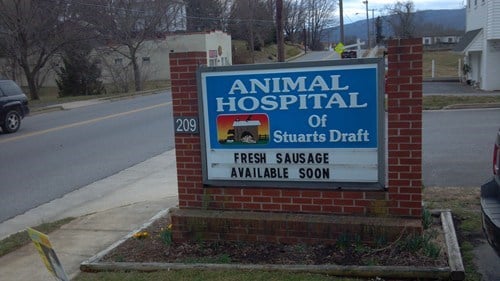 ANIMAL
HOSPITAL
Of
Stuarts Draft
209
FRESH SAUSAGE
AVAILABLE SOON